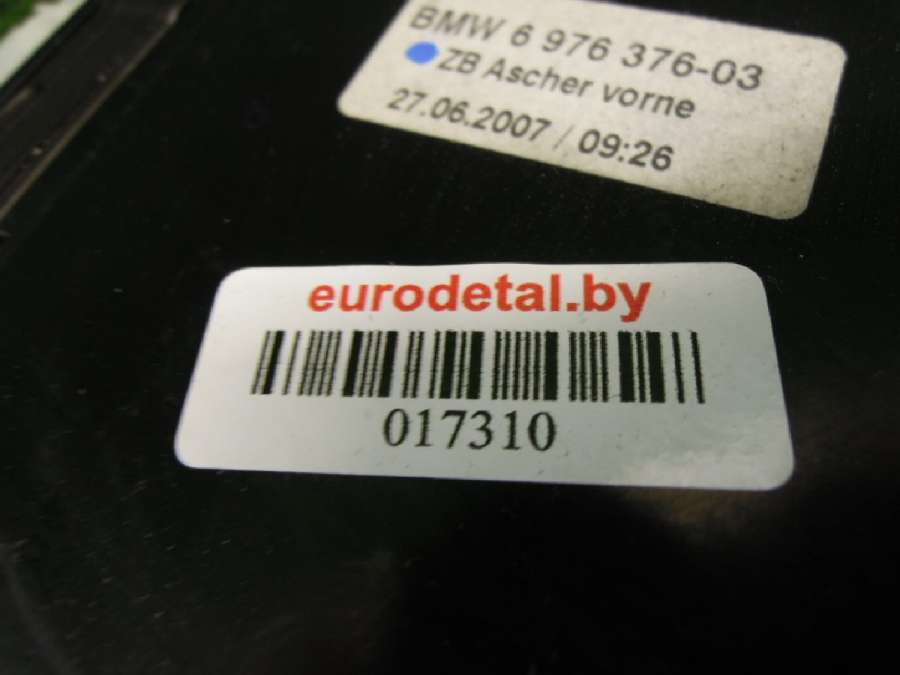 BMW 6 976 376-03
ZB Ascher vorne
27.06.2007 / 09:26
eurodetal.by
017310